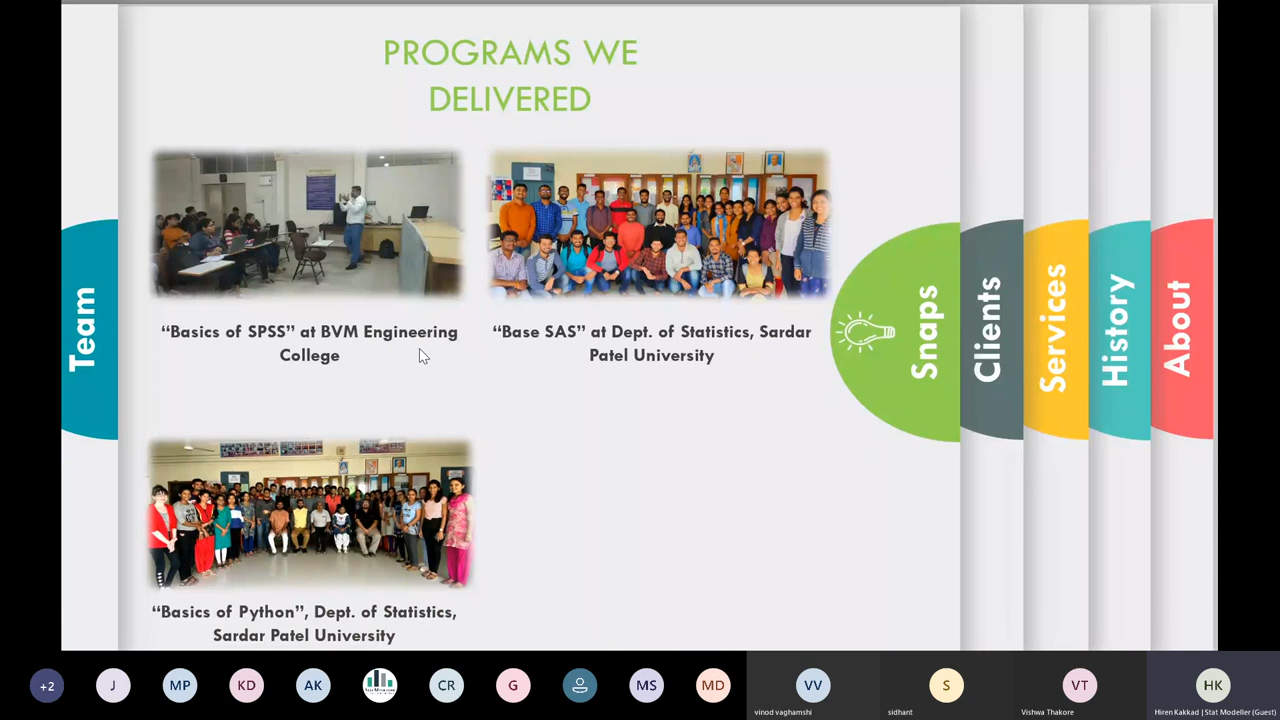 PROGRAMS WE
DELIVERED
“Basics of SPSS” at BVM Engineering
College
“Base SAS” at Dept. of Statistics, Sardar
Patel University
“Basics of Python”, Dept. of Statistics,
Sardar Patel University
Team
Snaps
Clients
Services
History
About
+2
J
MP
KD
AK
CR
G
MS
MD
VV
vinod vaghamshi
S
sidhant
VT
Vishwa Thakore
HK
Hiren Kakkad | Stat Modeller (Guest)